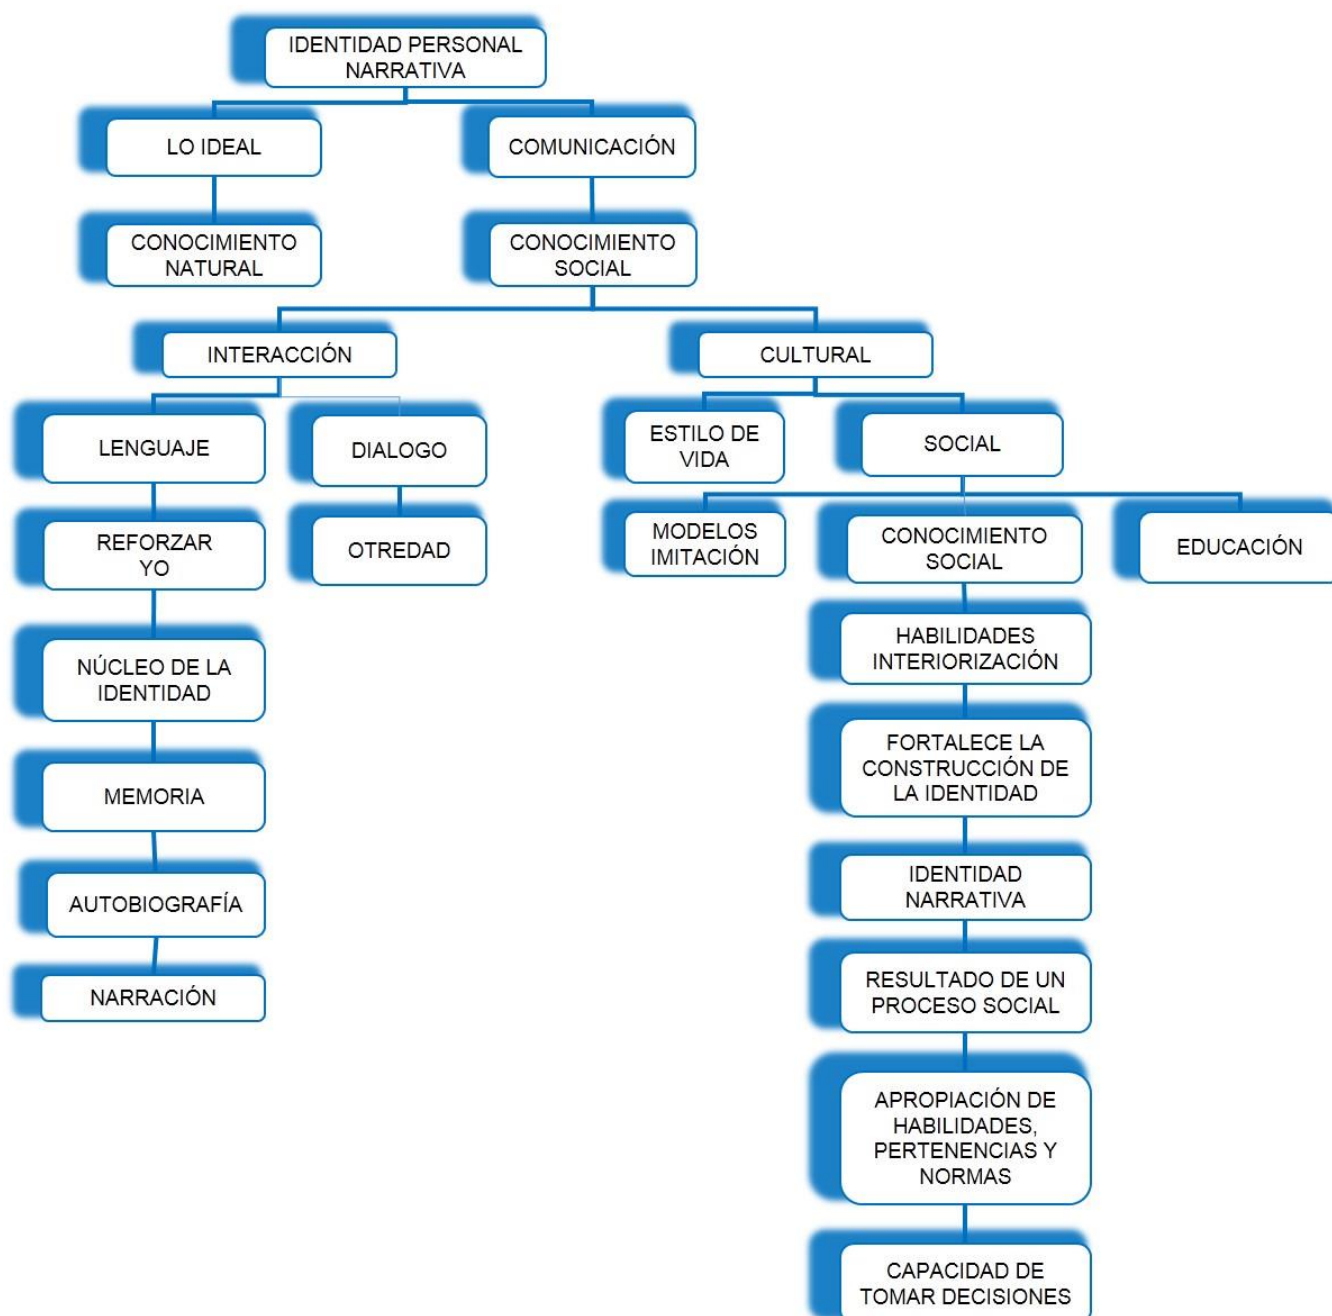 IDENTIDAD PERSONAL
NARRATIVA
LO IDEAL
COMUNICACIÓN
CONOCIMIENTO
NATURAL
CONOCIMIENTO
SOCIAL
INTERACCIÓN
CULTURAL
LENGUAJE
DIALOGO
ESTILO DE
VIDA
SOCIAL
REFORZAR
YO
OTREDAD
MODELOS
IMITACIÓN
CONOCIMIENTO
SOCIAL
EDUCACIÓN
NÚCLEO DE LA
IDENTIDAD
HABILIDADES
INTERIORIZACIÓN
MEMORIA
FORTALECE LA
CONSTRUCCIÓN DE
LA IDENTIDAD
AUTOBIOGRAFÍA
IDENTIDAD
NARRATIVA
NARRACIÓN
RESULTADO DE UN
PROCESO SOCIAL
APROPIACIÓN DE
HABILIDADES,
PERTENENCIAS Y
NORMAS
CAPACIDAD DE
TOMAR DECISIONES